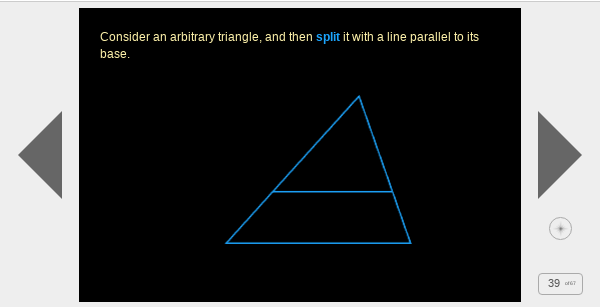 Consider an arbitrary triangle, and then split it with a line parallel to its
base.
39 of 67